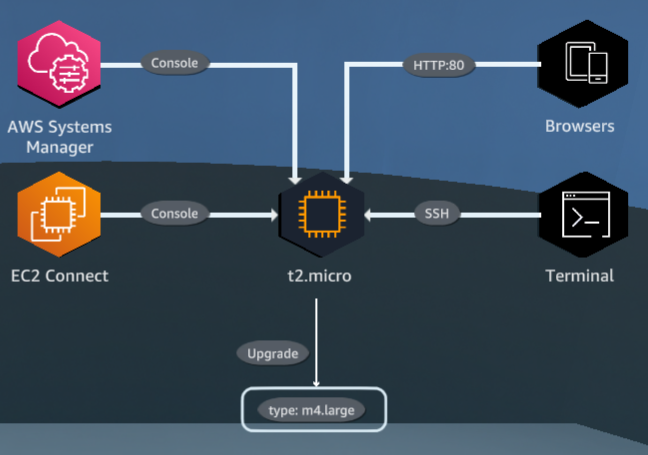 Console
HTTP:80
AWS Systems
Manager
Browsers
Console
SSH
EC2 Connect
t2.micro
Terminal
Upgrade
type: m4.large